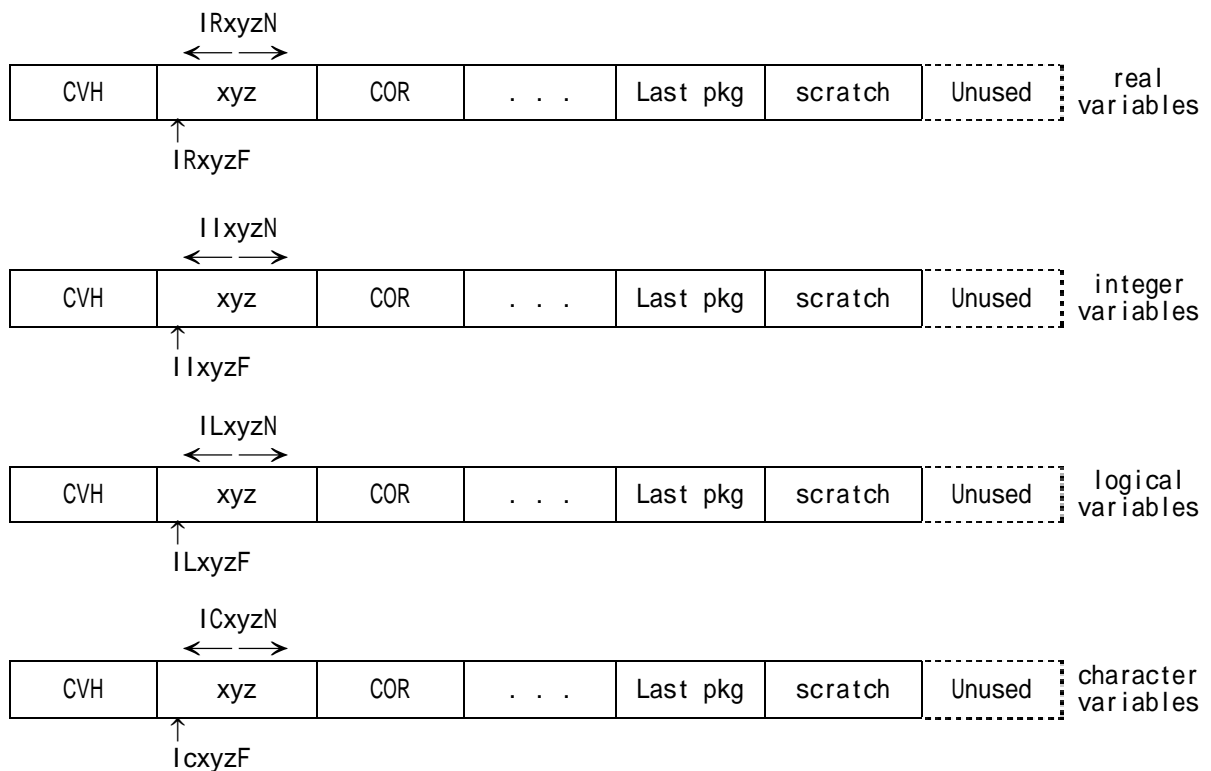 IRxyzN
CVH xyz COR . . . Last pkg scratch Unused real variables
IRxyzF
IIxyzN
CVH xyz COR . . . Last pkg scratch Unused integer variables
IIxyzF
ILxyzN
CVH xyz COR . . . Last pkg scratch Unused logical variables
ILxyzF
ICxyzN
CVH xyz COR . . . Last pkg scratch Unused character variables
IcxyzF